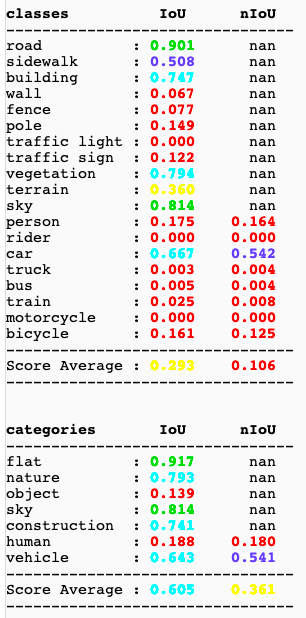 classes IoU nIoU
--------------------------------
road : 0.901 nan
sidewalk : 0.508 nan
building : 0.747 nan
wall : 0.067 nan
fence : 0.077 nan
pole : 0.149 nan
traffic light : 0.000 nan
traffic sign : 0.122 nan
vegetation : 0.794 nan
terrain : 0.360 nan
sky : 0.814 nan
person : 0.175 0.164
rider : 0.000 0.000
car : 0.667 0.542
truck : 0.003 0.004
bus : 0.005 0.004
train : 0.025 0.008
motorcycle : 0.000 0.000
bicycle : 0.161 0.125
--------------------------------
Score Average : 0.293 0.106
--------------------------------
categories IoU nIoU
--------------------------------
flat : 0.917 nan
nature : 0.793 nan
object : 0.139 nan
sky : 0.814 nan
construction : 0.741 nan
human : 0.188 0.180
vehicle : 0.643 0.541
--------------------------------
Score Average : 0.605 0.361
--------------------------------